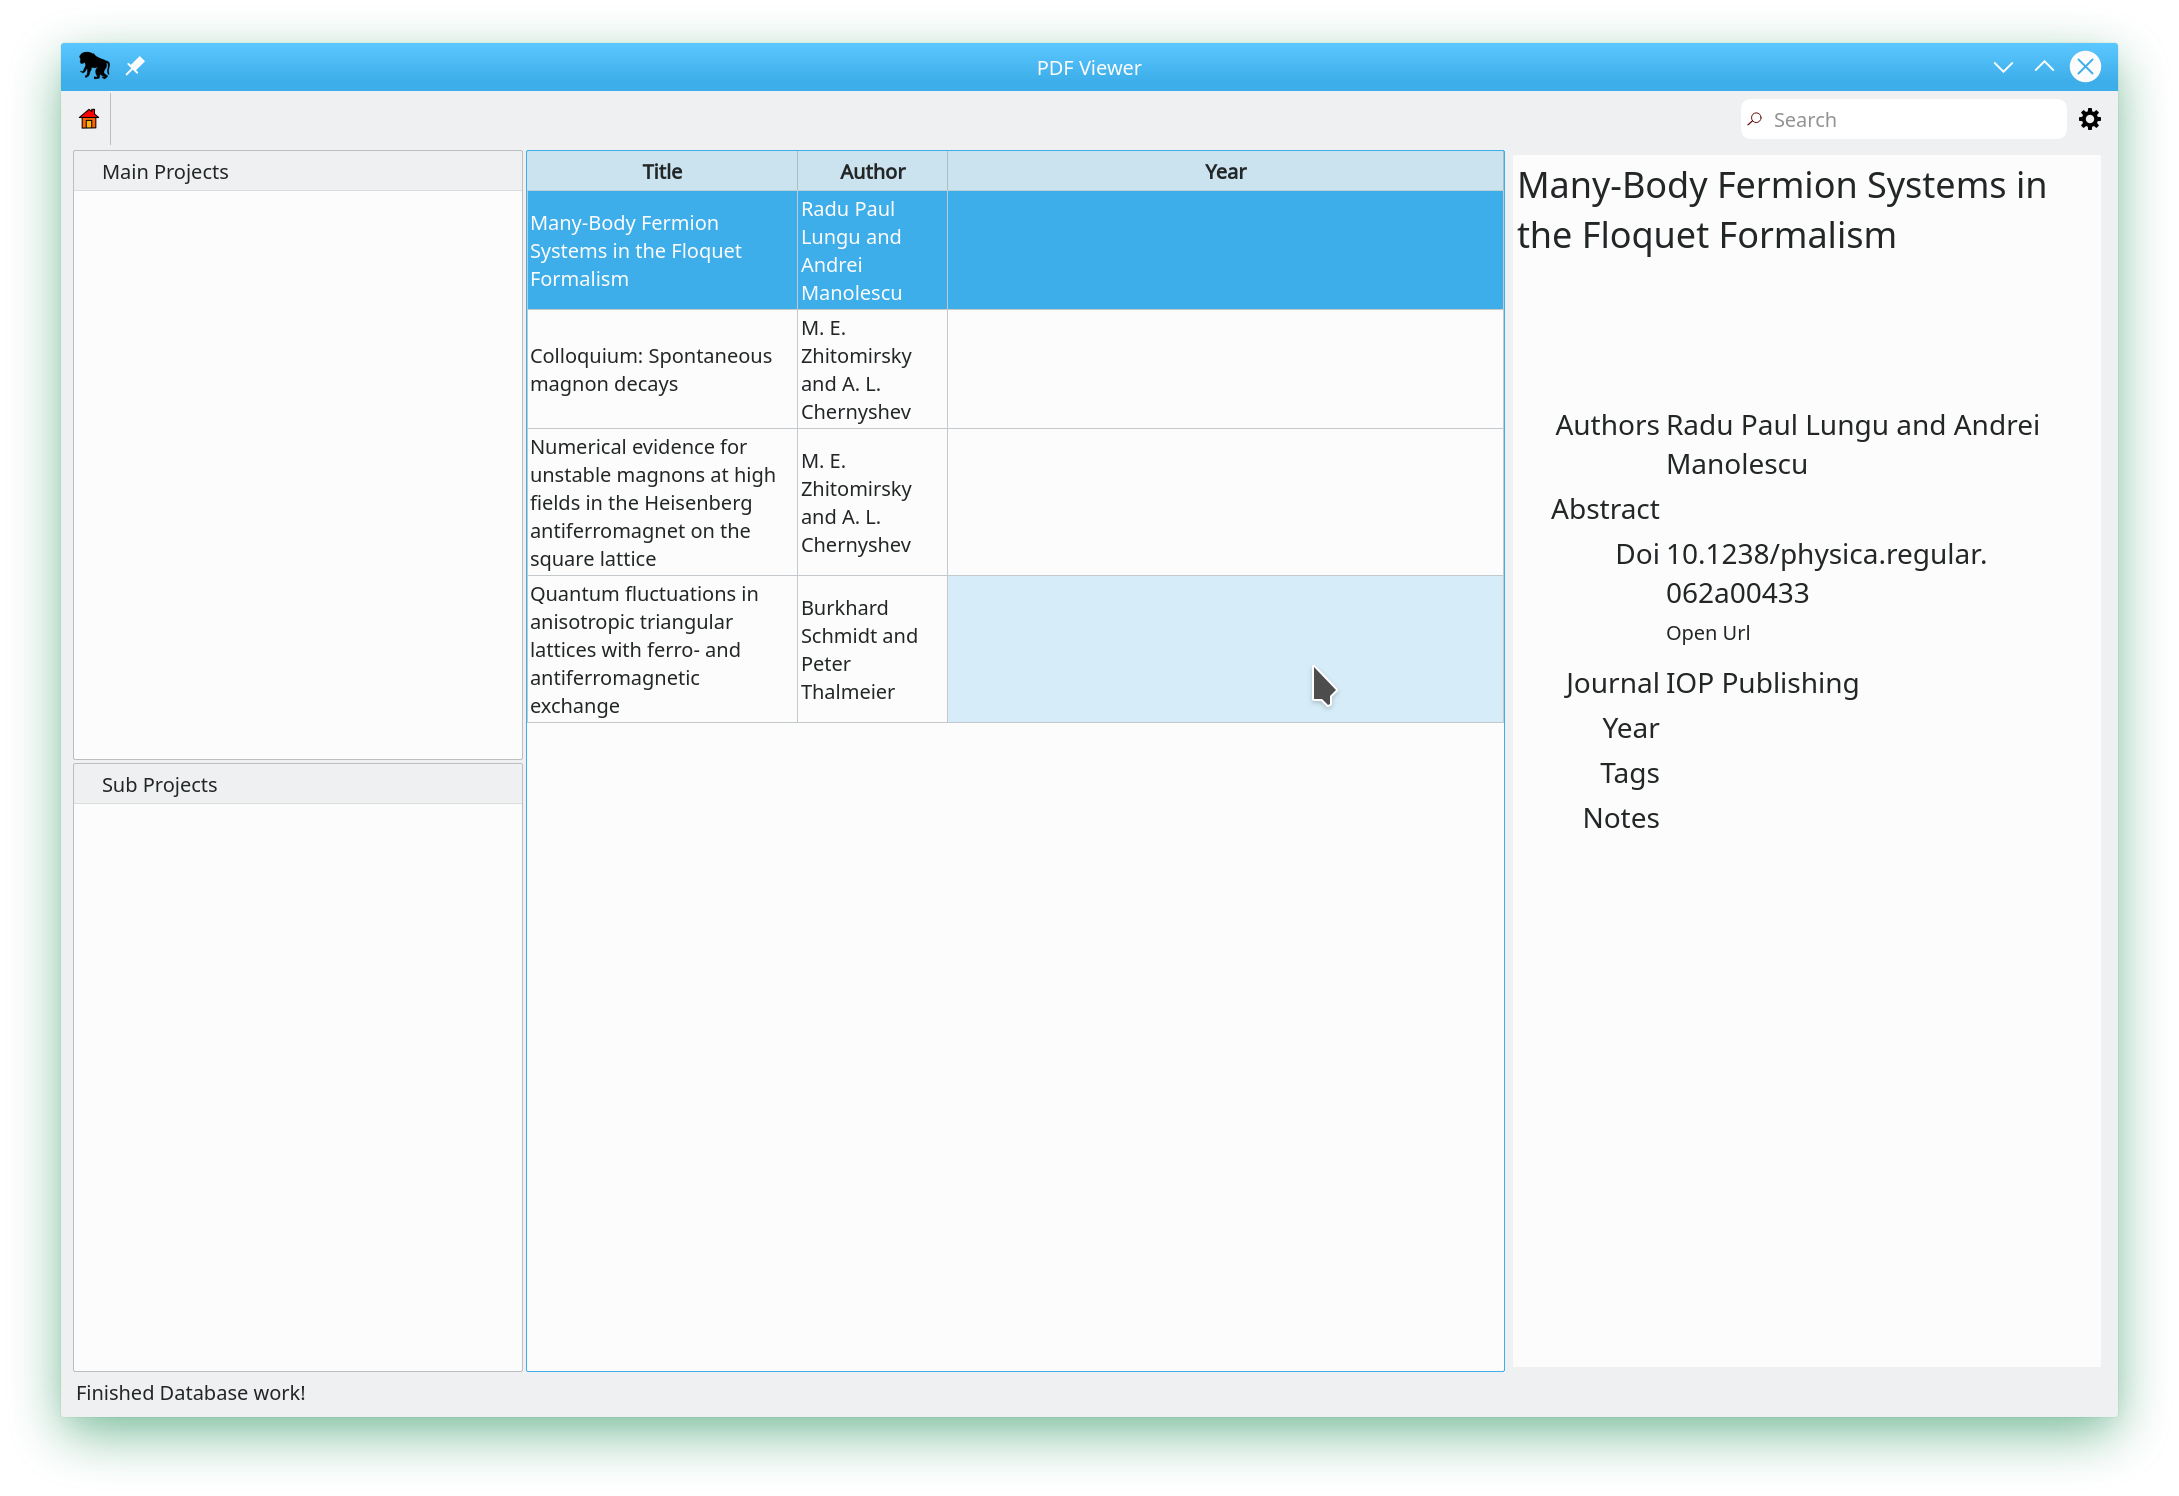 PDF Viewer
Search
Main Projects
Sub Projects
Title Author Year
Many-Body Fermion
Systems in the Floquet
Formalism
Radu Paul
Lungu and
Andrei
Manolescu
Colloquium: Spontaneous
magnon decays
M. E.
Zhitomirsky
and A. L.
Chernyshev
Numerical evidence for
unstable magnons at high
fields in the Heisenberg
antiferromagnet on the
square lattice
M. E.
Zhitomirsky
and A. L.
Chernyshev
Quantum fluctuations in
anisotropic triangular
lattices with ferro- and
antiferromagnetic
exchange
Burkhard
Schmidt and
Peter
Thalmeier
Many-Body Fermion Systems in
the Floquet Formalism
Authors Radu Paul Lungu and Andrei
Manolescu
Abstract
Doi 10.1238/physica.regular.
062a00433
Open Url
Journal IOP Publishing
Year
Tags
Notes
Finished Database work!